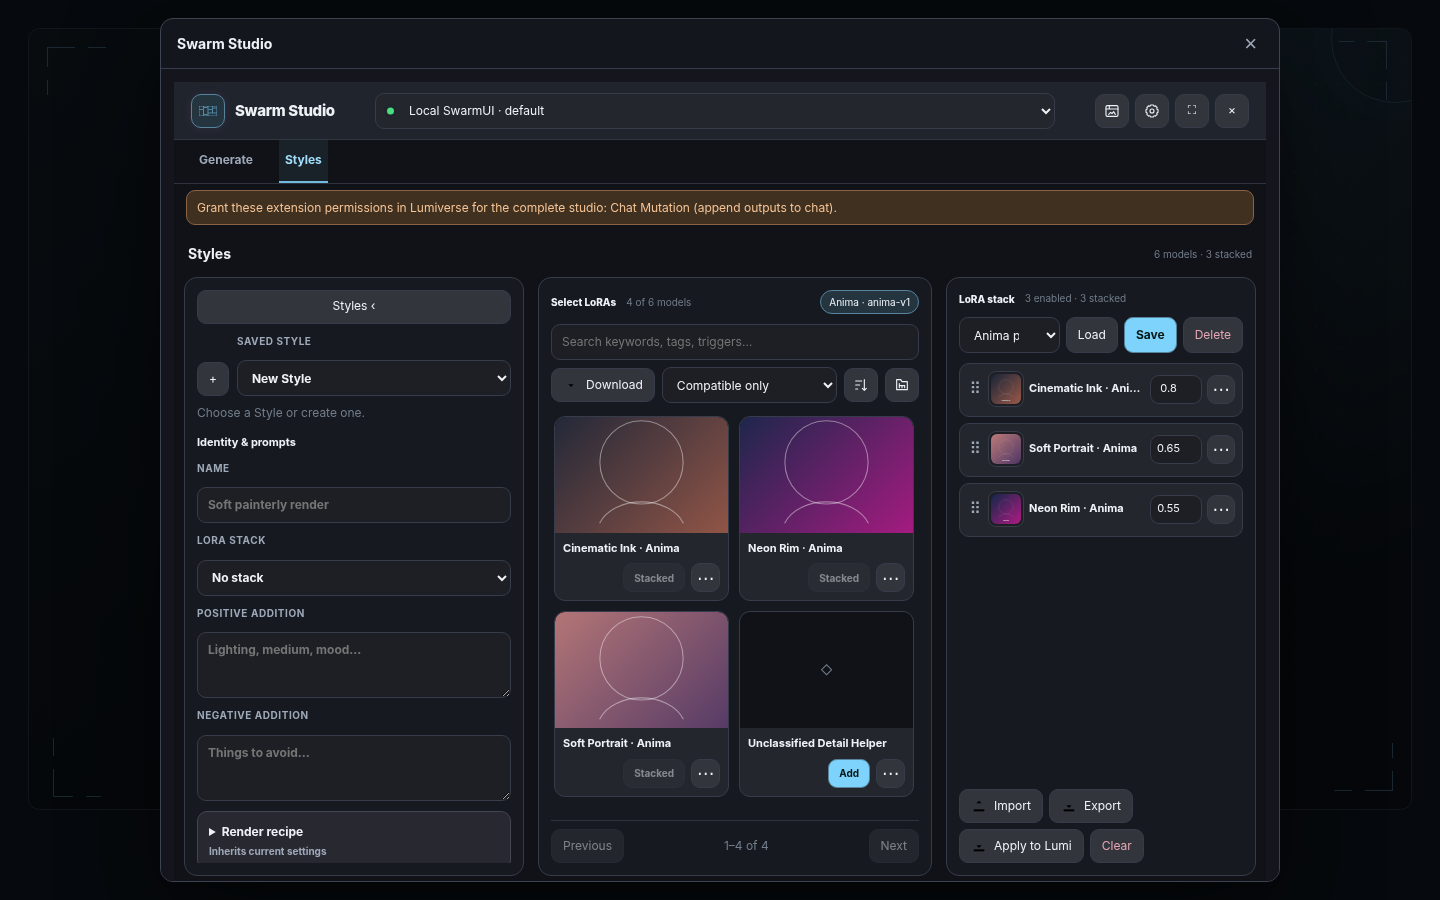 Swarm Studio
×
Swarm Studio
Local SwarmUI · default
×
Generate
Styles
Grant these extension permissions in Lumiverse for the complete studio: Chat Mutation (append outputs to chat).
Styles
6 models · 3 stacked
Styles ‹
SAVED STYLE
+
New Style
Choose a Style or create one.
Identity & prompts
NAME
Soft painterly render
LORA STACK
No stack
POSITIVE ADDITION
Lighting, medium, mood...
NEGATIVE ADDITION
Things to avoid...
Render recipe
Inherits current settings
Select LoRAs
4 of 6 models
Anima · anima-v1
Search keywords, tags, triggers...
Download
Compatible only
Cinematic Ink · Anima
Stacked
Neon Rim · Anima
Stacked
Soft Portrait · Anima
Stacked
Unclassified Detail Helper
Add
Previous
1–4 of 4
Next
LoRA stack
3 enabled · 3 stacked
Anima p
Load
Save
Delete
Cinematic Ink · Ani...
0.8
Soft Portrait · Anima
0.65
Neon Rim · Anima
0.55
Import
Export
Apply to Lumi
Clear